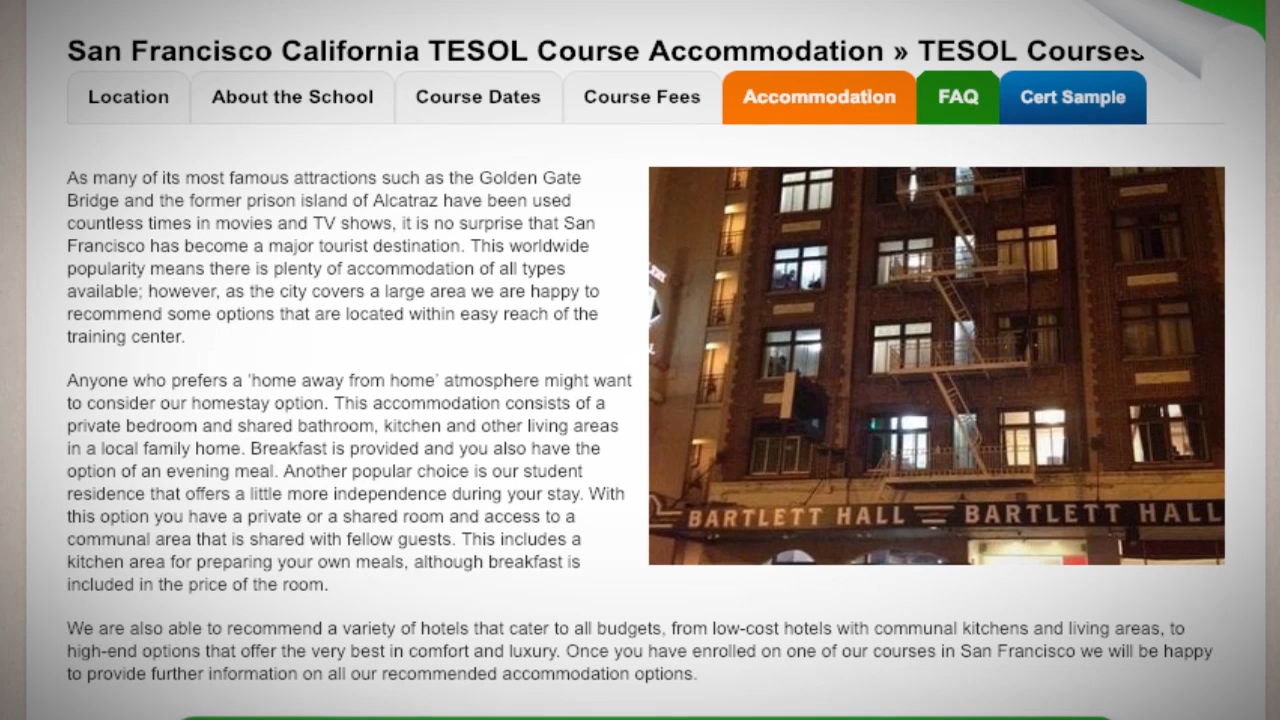 San Francisco California TESOL Course Accommodation » TESOL Courses
Location
About the School
Course Dates
Course Fees
Accommodation
FAQ
Cert Sample
As many of its most famous attractions such as the Golden Gate
Bridge and the former prison island of Alcatraz have been used
countless times in movies and TV shows, it is no surprise that San
Francisco has become a major tourist destination. This worldwide
popularity means there is plenty of accommodation of all types
available; however, as the city covers a large area we are happy to
recommend some options that are located within easy reach of the
training center.
Anyone who prefers a ‘home away from home’ atmosphere might want
to consider our homestay option. This accommodation consists of a
private bedroom and shared bathroom, kitchen and other living areas
in a local family home. Breakfast is provided and you also have the
option of an evening meal. Another popular choice is our student
residence that offers a little more independence during your stay. With
this option you have a private or a shared room and access to a
communal area that is shared with fellow guests. This includes a
kitchen area for preparing your own meals, although breakfast is
included in the price of the room.
BARTLETT HALL BARTLETT HALL
We are also able to recommend a variety of hotels that cater to all budgets, from low-cost hotels with communal kitchens and living areas, to
high-end options that offer the very best in comfort and luxury. Once you have enrolled on one of our courses in San Francisco we will be happy
to provide further information on all our recommended accommodation options.